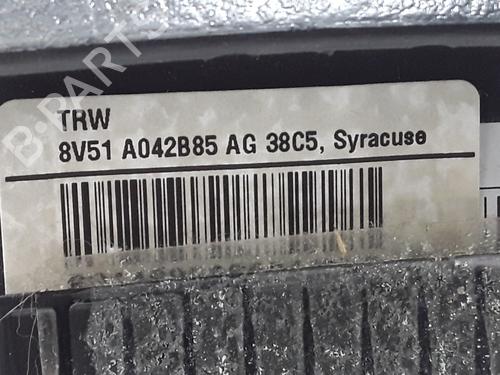 B-PARTS
TRW
8V51 A042B85 AG 38C5, Syracuse